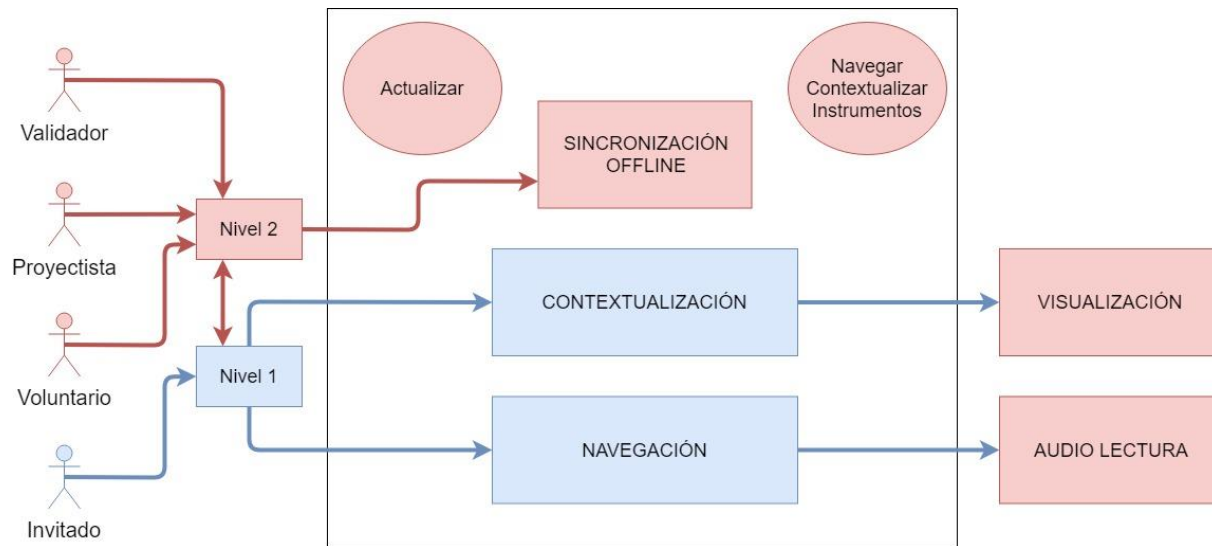 Validador
Proyectista
Voluntario
Invitado
Nivel 2
Nivel 1
Actualizar
Navegar
Contextualizar
Instrumentos
SINCRONIZACIÓN
OFFLINE
CONTEXTUALIZACIÓN
VISUALIZACIÓN
NAVEGACIÓN
AUDIO LECTURA